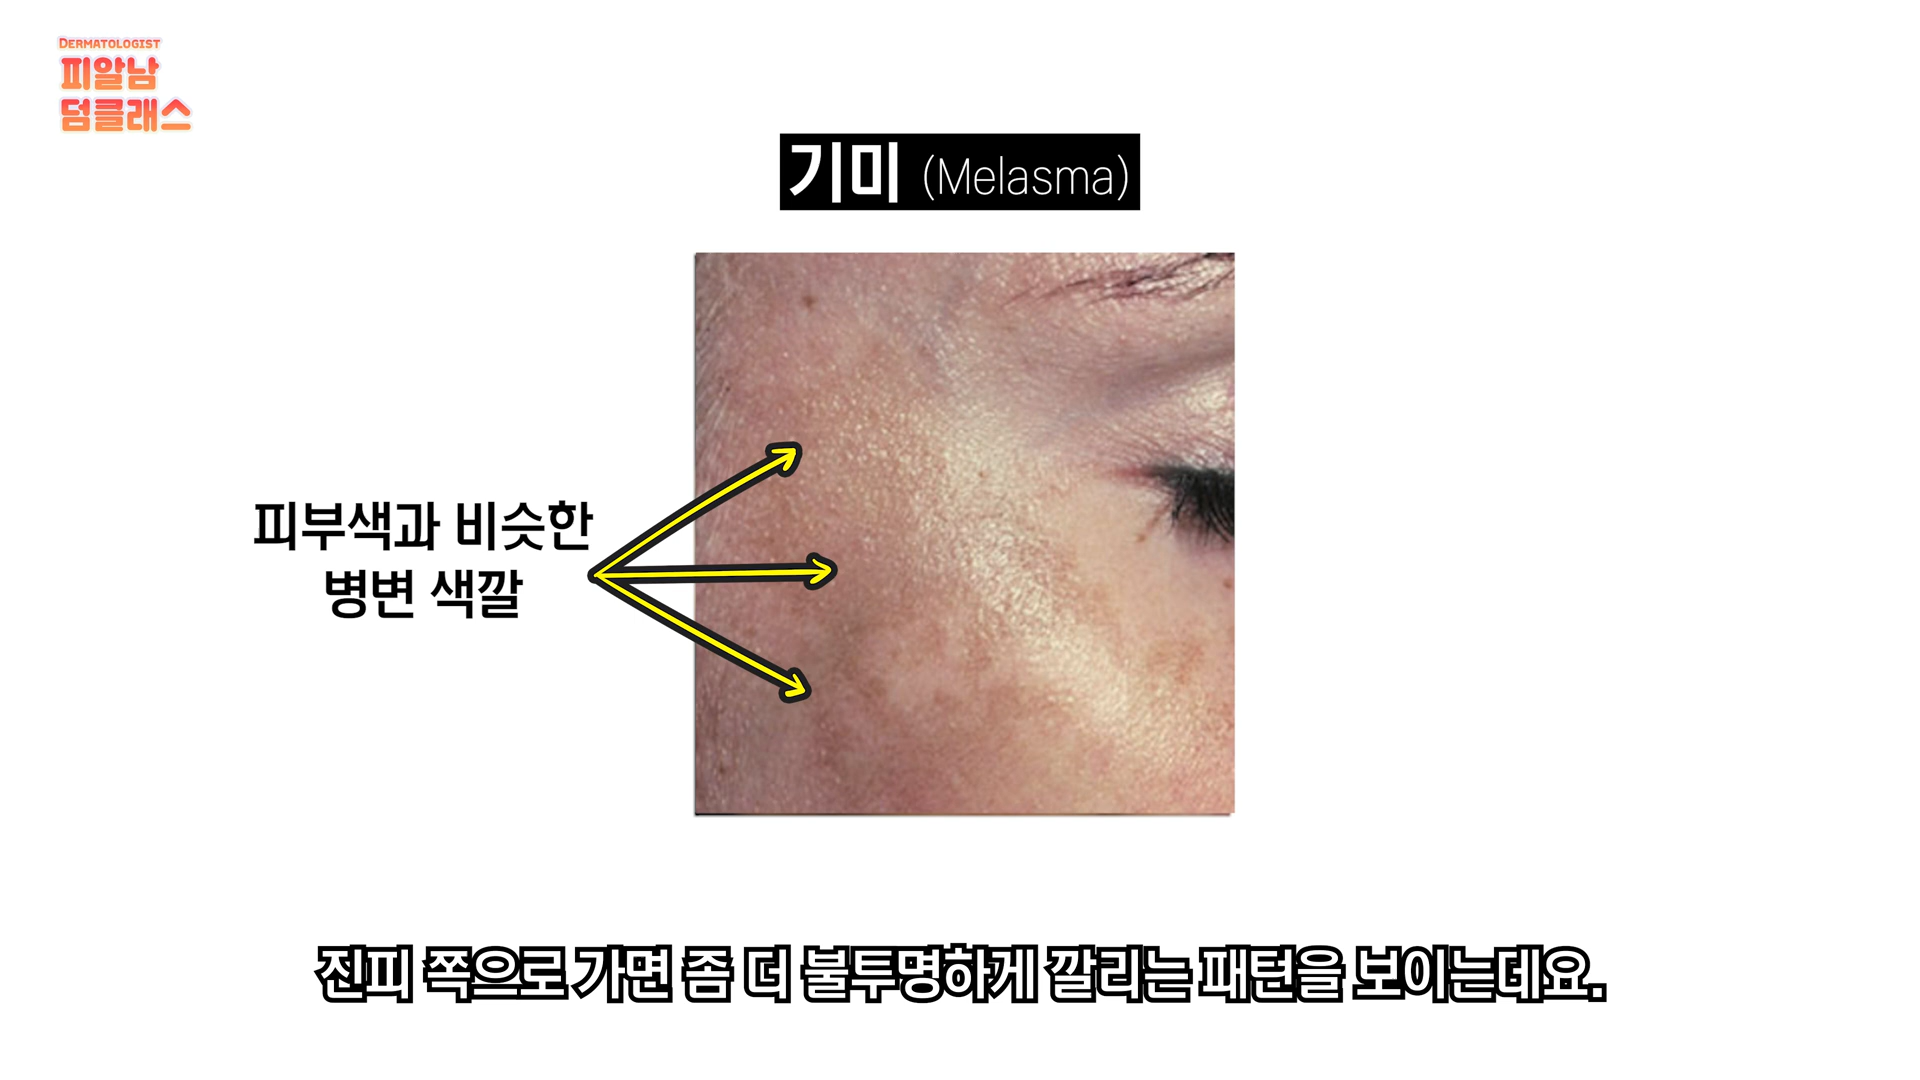 DERMATOLOGIST
피알남
덤클래스
기미 (Melasma)
피부색과 비슷한
병변 색깔
진피 쪽으로 가면 좀 더 불투명하게 깔리는 패턴을 보이는데요.